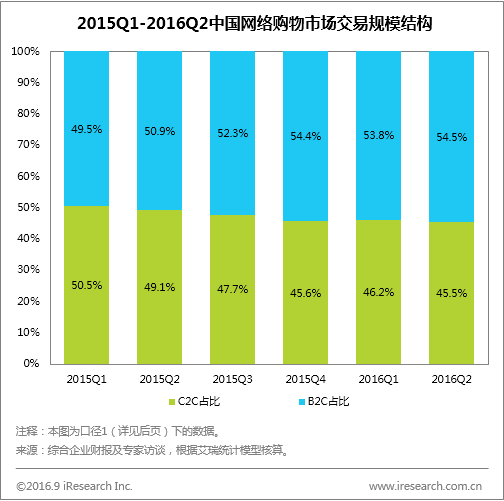 2015Q1-2016Q2中国网络购物市场交易规模结构
100%
90%
80%
70%
60%
50%
40%
30%
20%
10%
0%
49.5% 50.9% 52.3% 54.4% 53.8% 54.5%
50.5% 49.1% 47.7% 45.6% 46.2% 45.5%
2015Q1 2015Q2 2015Q3 2015Q4 2016Q1 2016Q2
C2C占比 B2C占比
注释：本图为口径1（详见后页）下的数据。
来源：综合企业财报及专家访谈，根据艾瑞统计模型核算。
©2016.9 iResearch Inc. www.iresearch.com.cn